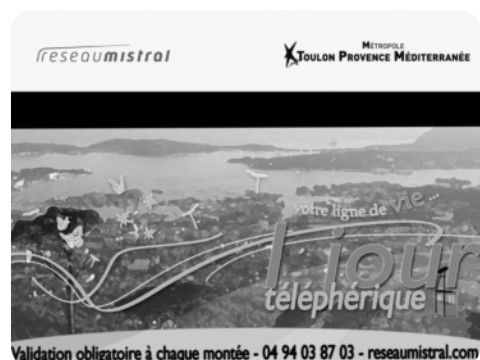 reseaumistral
MÉTROPOLE
TOULON PROVENCE MÉDITERRANÉE
votre ligne de vie...
1 jour
téléphérique
Validation obligatoire à chaque montée - 04 94 03 87 03 - reseaumistral.com